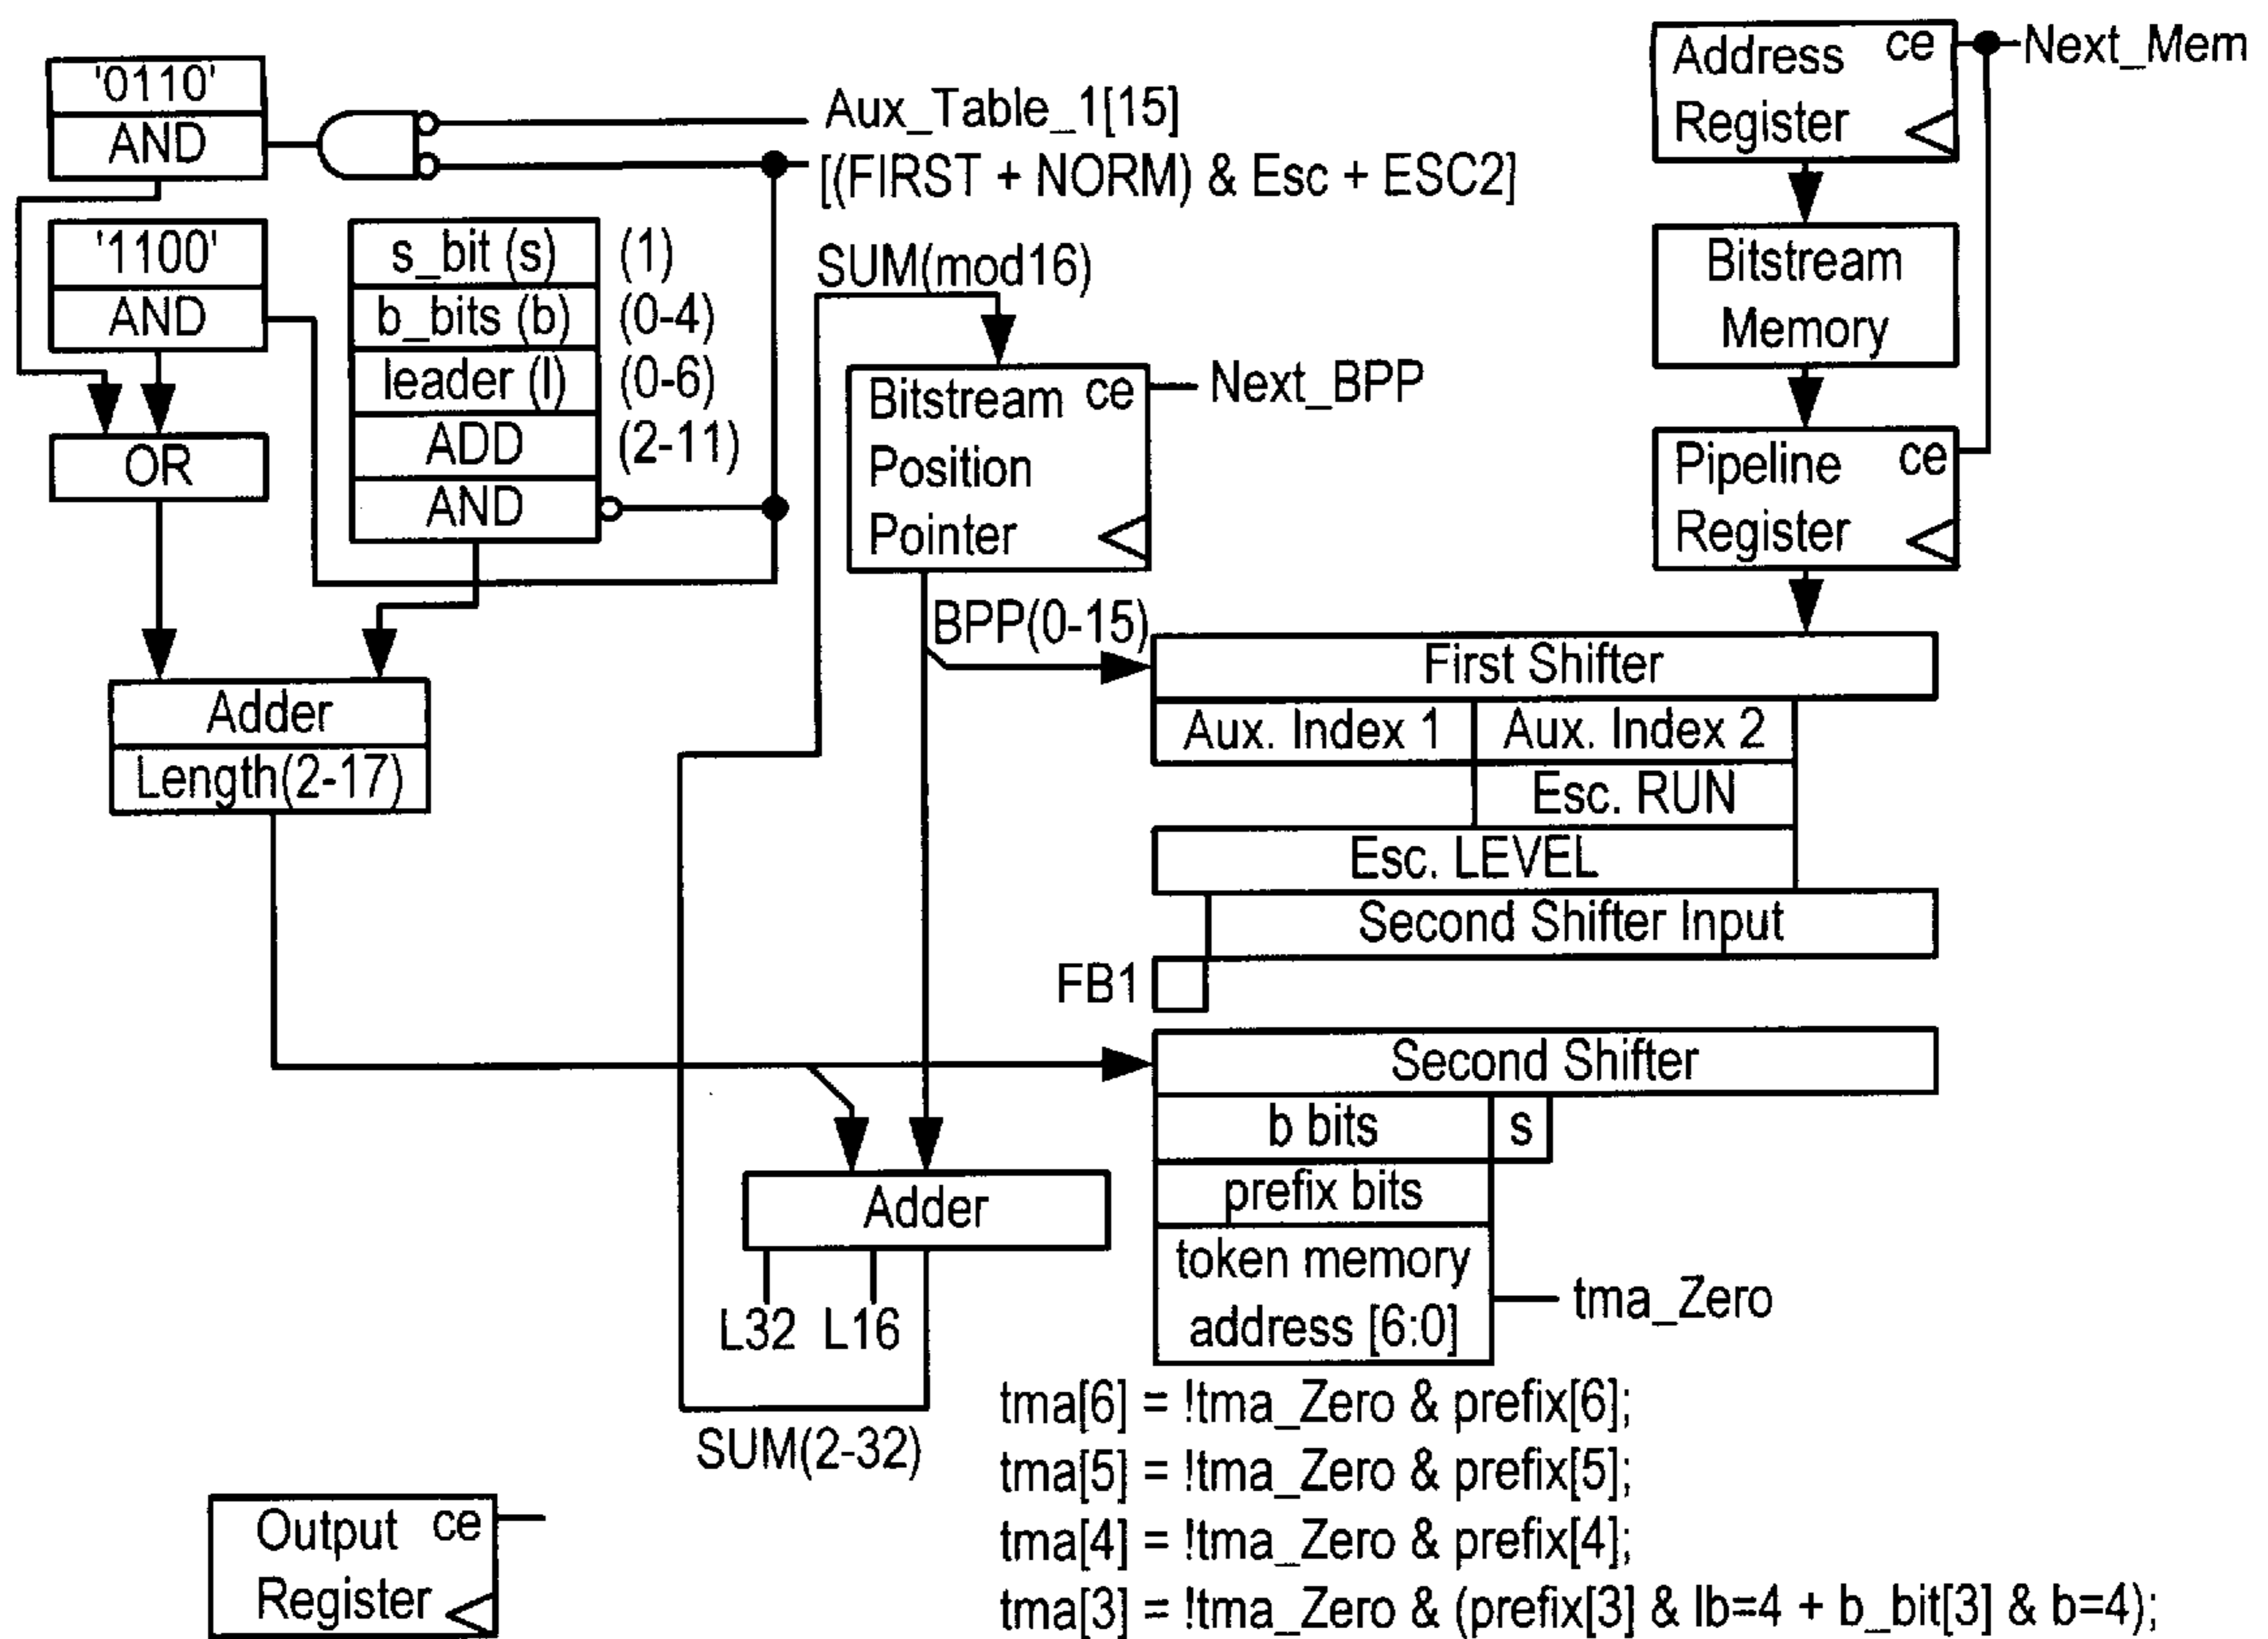 '0110'
AND
Aux_Table_1[15]
[(FIRST + NORM) & Esc + ESC2]
'1100'
AND
OR
s_bit (s) (1)
b_bits (b) (0-4)
leader (l) (0-6)
ADD (2-11)
AND
Adder
Length(2-17)
SUM(mod16)
Bitstream ce
Position
Pointer
Next_BPP
BPP(0-15)
Address ce
Register
Next_Mem
Bitstream
Memory
Pipeline ce
Register
First Shifter
Aux. Index 1 Aux. Index 2
Esc. RUN
Esc. LEVEL
Second Shifter Input
FB1
Second Shifter
b bits s
prefix bits
token memory
address [6:0]
tma_Zero
Adder
L32 L16
SUM(2-32)
tma[6] = !tma_Zero & prefix[6];
tma[5] = !tma_Zero & prefix[5];
tma[4] = !tma_Zero & prefix[4];
tma[3] = !tma_Zero & (prefix[3] & lb=4 + b_bit[3] & b=4);
Output ce
Register